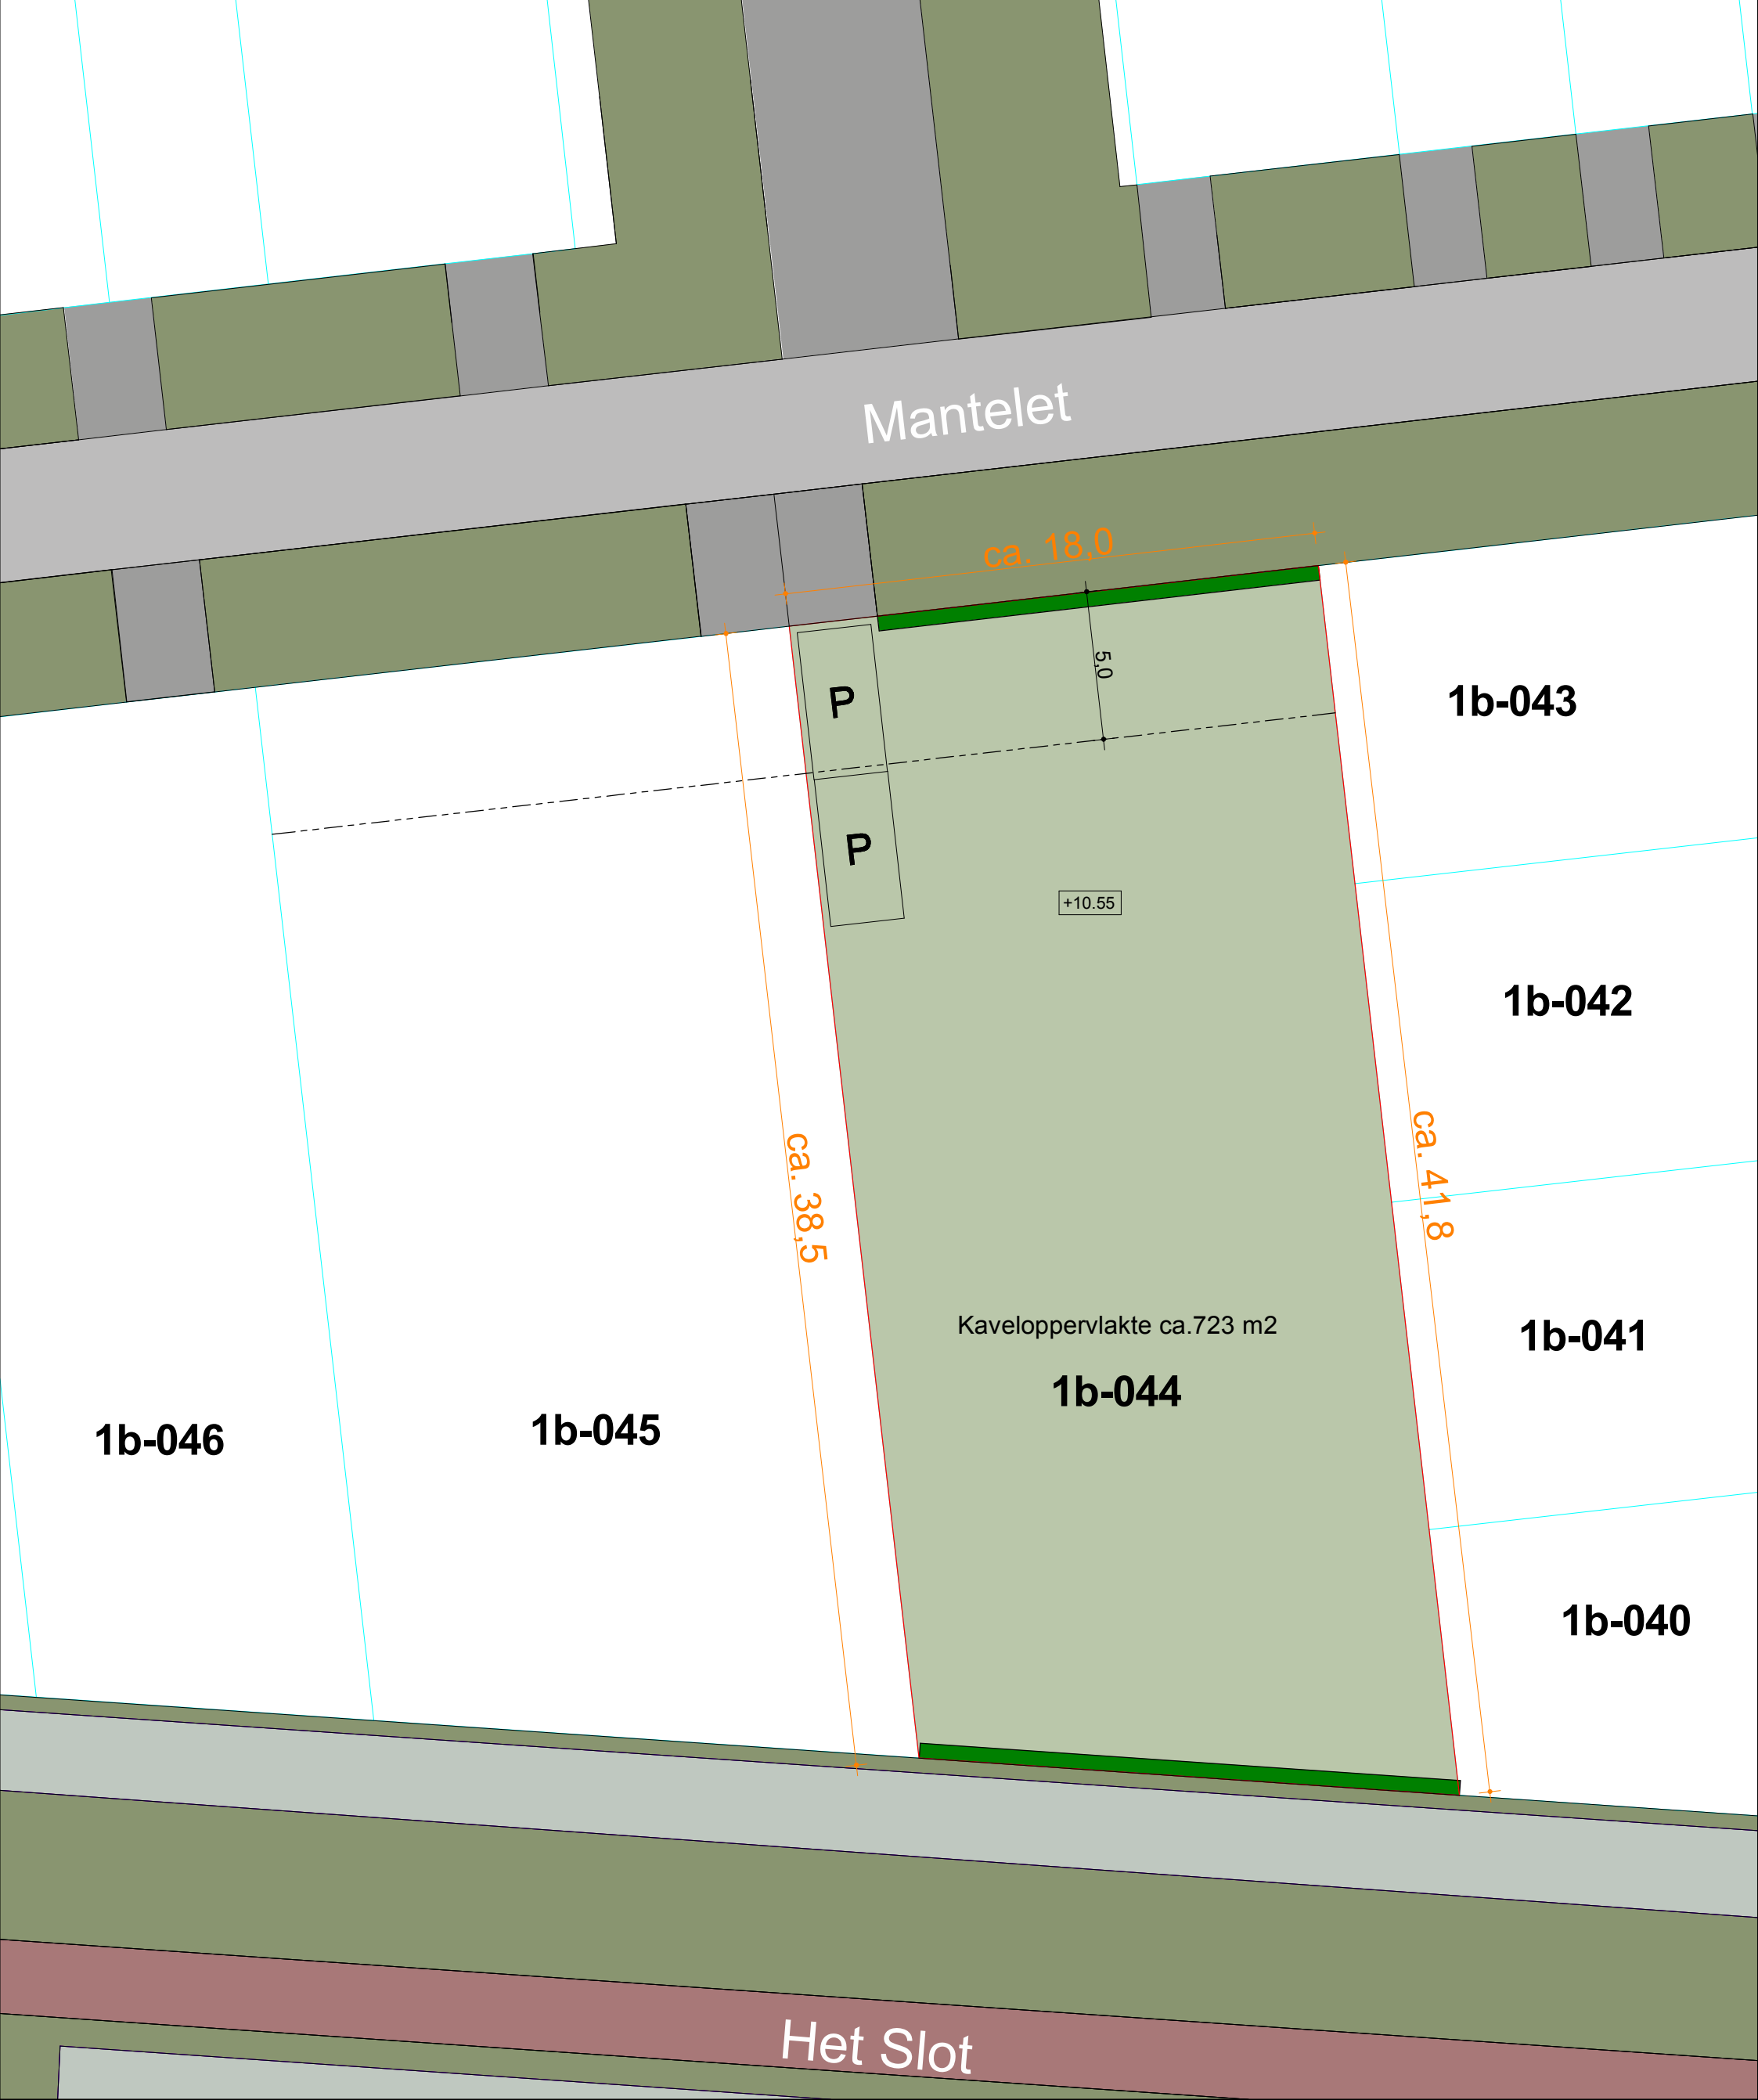 Mantelet
ca. 18,0
5,0
P
1b-043
P
+10.55
1b-042
ca. 38,5
ca. 41,8
Kaveloppervlakte ca.723 m2
1b-041
1b-044
1b-045
1b-046
1b-040
Het Slot